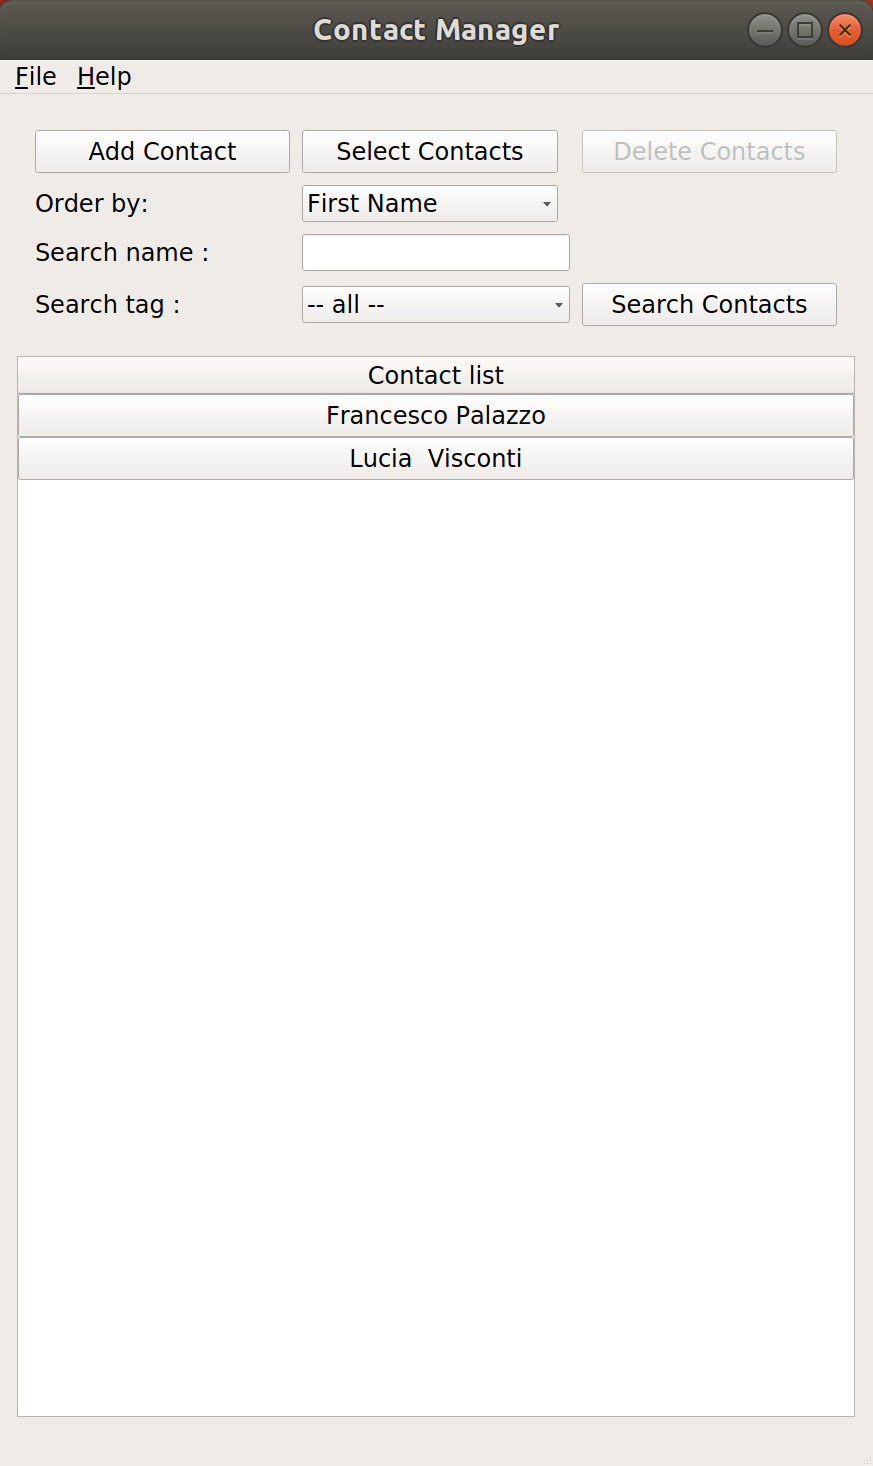 Contact Manager
File Help
Add Contact Select Contacts Delete Contacts
Order by: First Name
Search name :
Search tag : -- all -- Search Contacts
Contact list
Francesco Palazzo
Lucia  Visconti